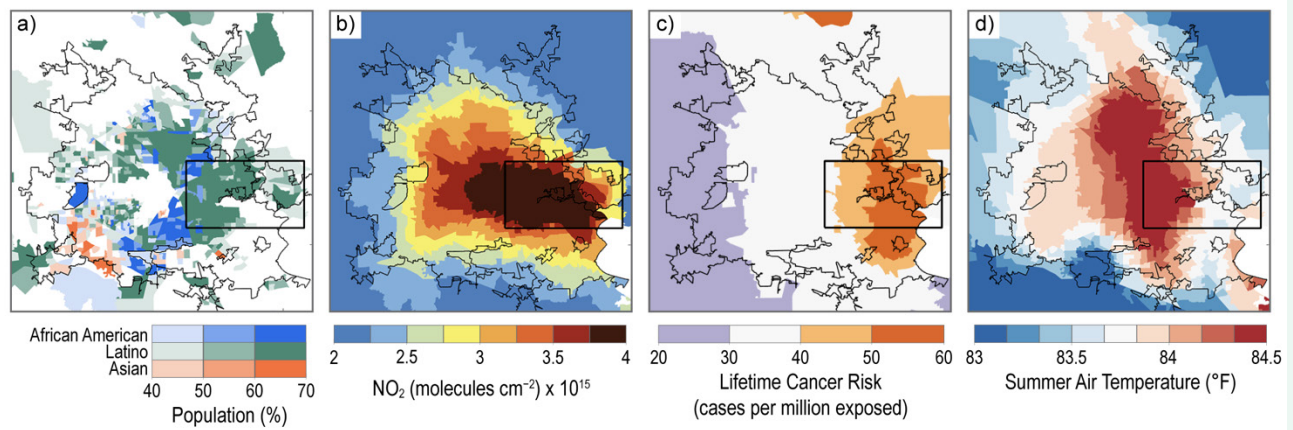 a)
b)
c)
d)
African American
Latino
Asian
40 50 60 70
Population (%)
2 2.5 3 3.5 4
NO₂ (molecules cm⁻²) x 10¹⁵
20 30 40 50 60
Lifetime Cancer Risk
(cases per million exposed)
83 83.5 84 84.5
Summer Air Temperature (°F)